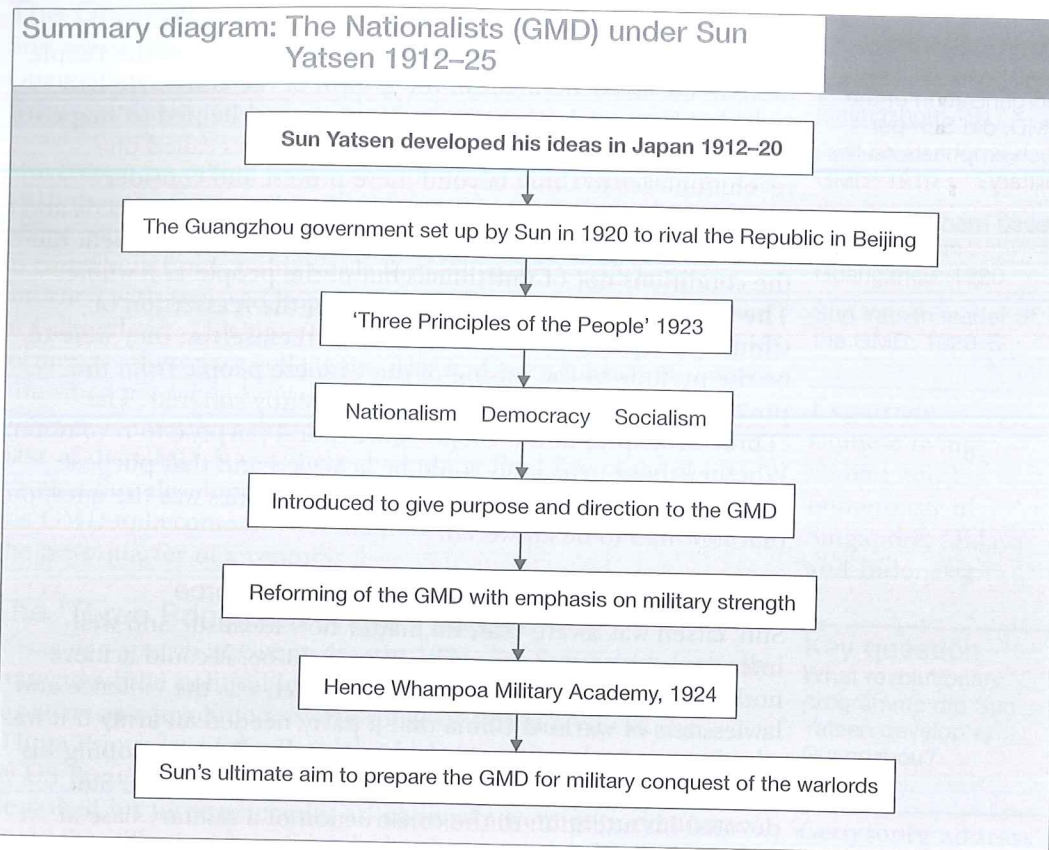 Summary diagram: The Nationalists (GMD) under Sun
Yatsen 1912–25
Sun Yatsen developed his ideas in Japan 1912–20
The Guangzhou government set up by Sun in 1920 to rival the Republic in Beijing
‘Three Principles of the People’ 1923
Nationalism Democracy Socialism
Introduced to give purpose and direction to the GMD
Reforming of the GMD with emphasis on military strength
Hence Whampoa Military Academy, 1924
Sun’s ultimate aim to prepare the GMD for military conquest of the warlords